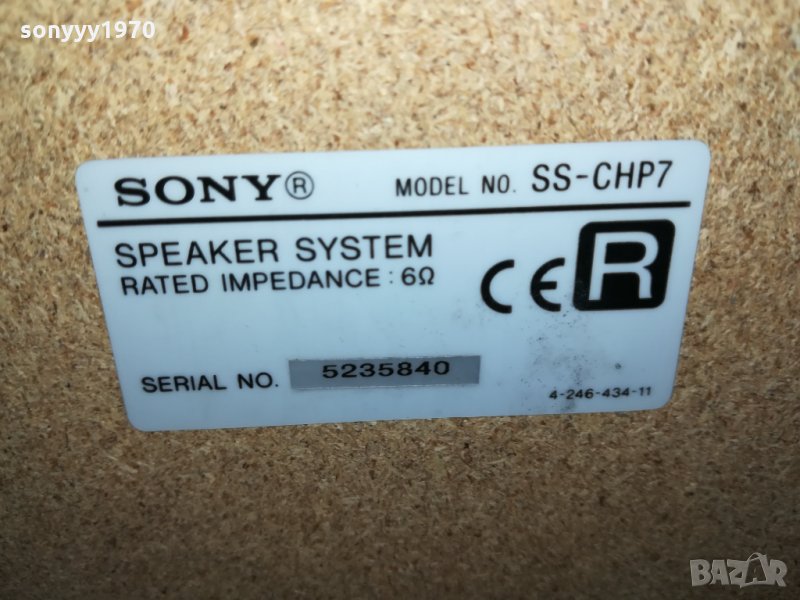 sonyyy1970
SONY® MODEL NO. SS-CHP7
SPEAKER SYSTEM
RATED IMPEDANCE : 6Ω
CE R
SERIAL NO. 5235840
4-246-434-11
BAZAR